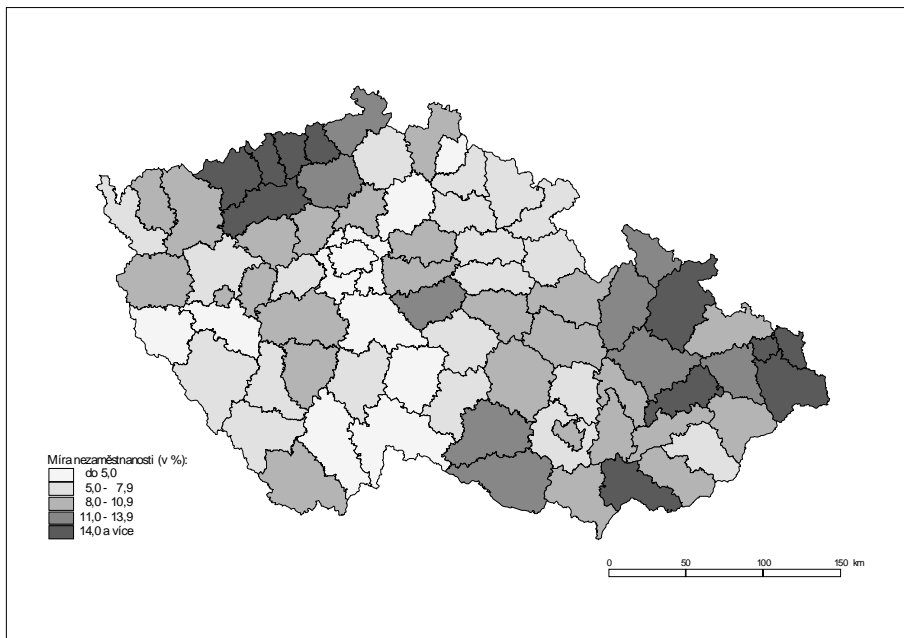 Míra nezaměstnanosti (v %):
do 5,0
5,0 - 7,9
8,0 - 10,9
11,0 - 13,9
14,0 a více
0 50 100 150 km